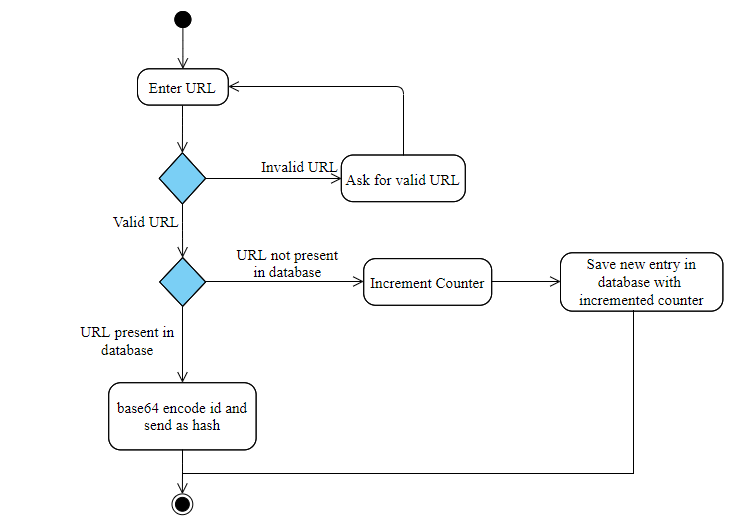 Enter URL
Invalid URL
Ask for valid URL
Valid URL
URL not present
in database
Increment Counter
Save new entry in
database with
incremented counter
URL present in
database
base64 encode id and
send as hash